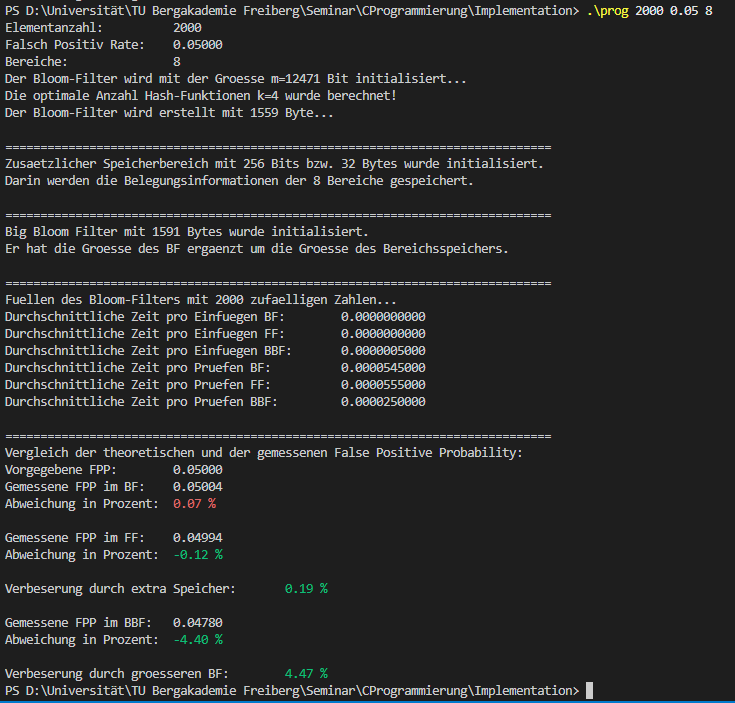 PS D:\Universität\TU Bergakademie Freiberg\Seminar\CProgrammierung\Implementation> .\prog 2000 0.05 8
Elementanzahl: 2000
Falsch Positiv Rate: 0.05000
Bereiche: 8
Der Bloom-Filter wird mit der Groesse m=12471 Bit initialisiert...
Die optimale Anzahl Hash-Funktionen k=4 wurde berechnet!
Der Bloom-Filter wird erstellt mit 1559 Byte...
==============================================================================
Zusaetzlicher Speicherbereich mit 256 Bits bzw. 32 Bytes wurde initialisiert.
Darin werden die Belegungsinformationen der 8 Bereiche gespeichert.
==============================================================================
Big Bloom Filter mit 1591 Bytes wurde initialisiert.
Er hat die Groesse des BF ergaenzt um die Groesse des Bereichsspeichers.
==============================================================================
Fuellen des Bloom-Filters mit 2000 zufaelligen Zahlen...
Durchschnittliche Zeit pro Einfuegen BF: 0.0000000000
Durchschnittliche Zeit pro Einfuegen FF: 0.0000000000
Durchschnittliche Zeit pro Einfuegen BBF: 0.0000005000
Durchschnittliche Zeit pro Pruefen BF: 0.0000545000
Durchschnittliche Zeit pro Pruefen FF: 0.0000555000
Durchschnittliche Zeit pro Pruefen BBF: 0.0000250000
==============================================================================
Vergleich der theoretischen und der gemessenen False Positive Probability:
Vorgegebene FPP: 0.05000
Gemessene FPP im BF: 0.05004
Abweichung in Prozent: 0.07 %
Gemessene FPP im FF: 0.04994
Abweichung in Prozent: -0.12 %
Verbeserung durch extra Speicher: 0.19 %
Gemessene FPP im BBF: 0.04780
Abweichung in Prozent: -4.40 %
Verbeserung durch groesseren BF: 4.47 %
PS D:\Universität\TU Bergakademie Freiberg\Seminar\CProgrammierung\Implementation>